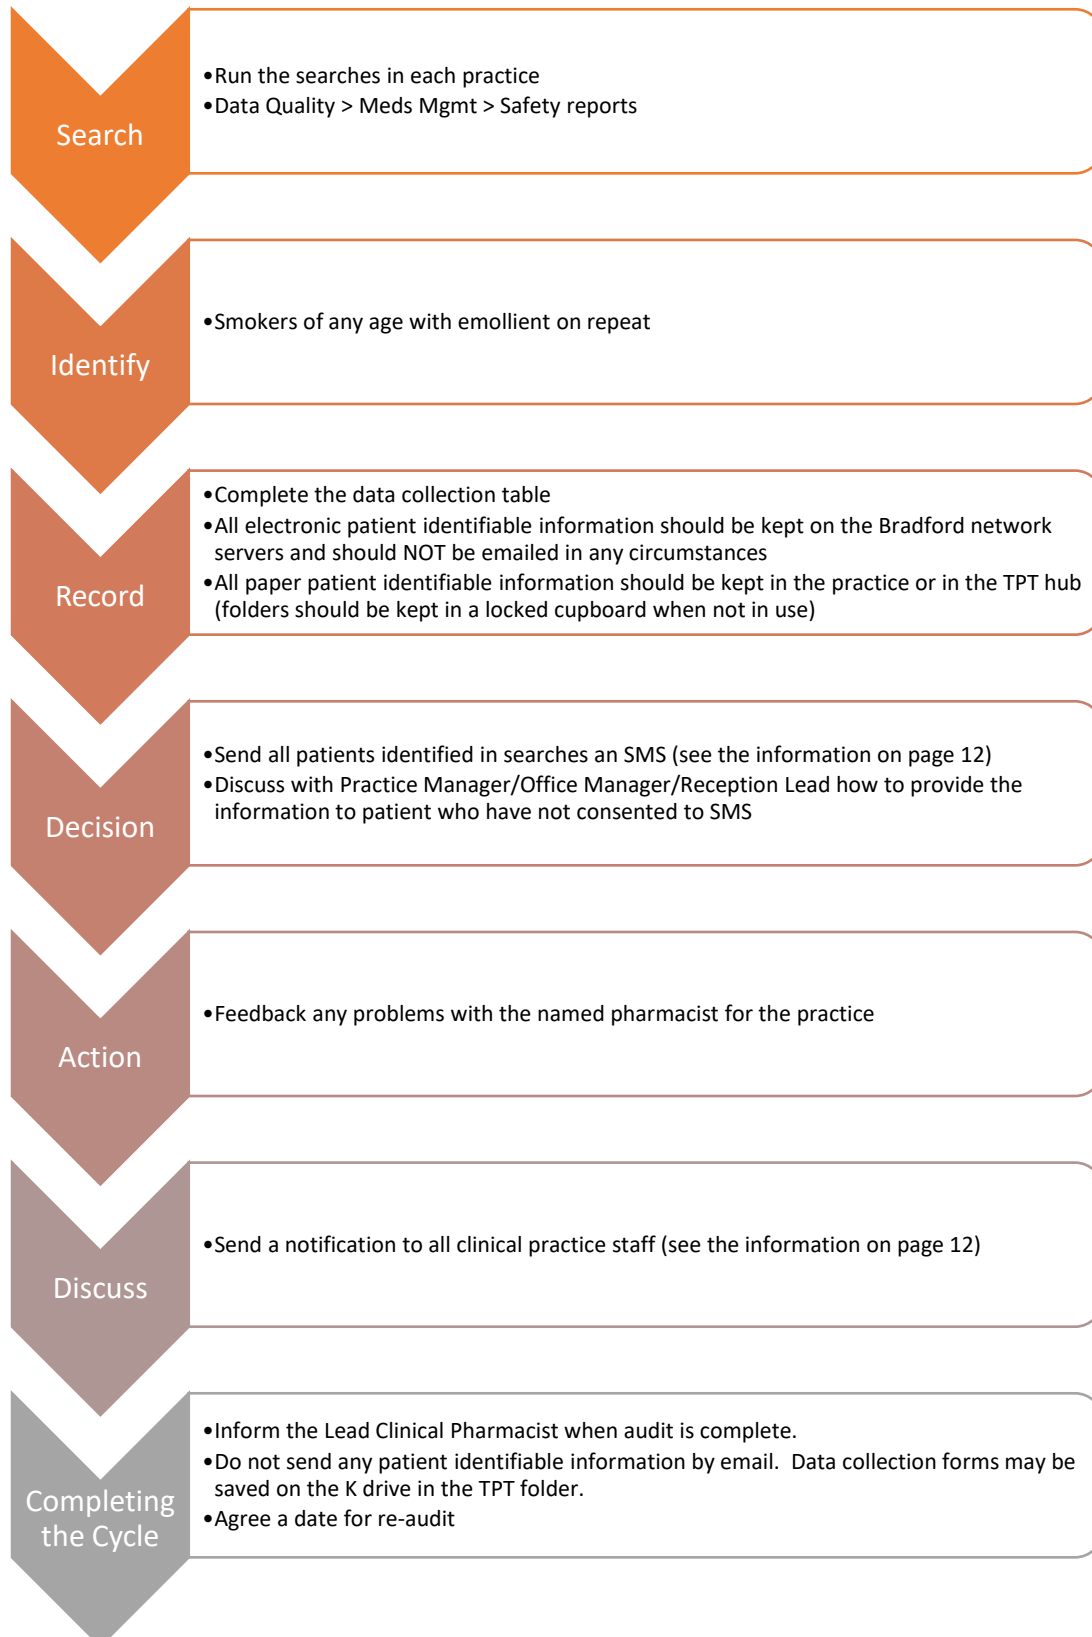 Search
•Run the searches in each practice
•Data Quality > Meds Mgmt > Safety reports
Identify
•Smokers of any age with emollient on repeat
Record
•Complete the data collection table
•All electronic patient identifiable information should be kept on the Bradford network
servers and should NOT be emailed in any circumstances
•All paper patient identifiable information should be kept in the practice or in the TPT hub
(folders should be kept in a locked cupboard when not in use)
Decision
•Send all patients identified in searches an SMS (see the information on page 12)
•Discuss with Practice Manager/Office Manager/Reception Lead how to provide the
information to patient who have not consented to SMS
Action
•Feedback any problems with the named pharmacist for the practice
Discuss
•Send a notification to all clinical practice staff (see the information on page 12)
Completing
the Cycle
•Inform the Lead Clinical Pharmacist when audit is complete.
•Do not send any patient identifiable information by email.  Data collection forms may be
saved on the K drive in the TPT folder.
•Agree a date for re-audit